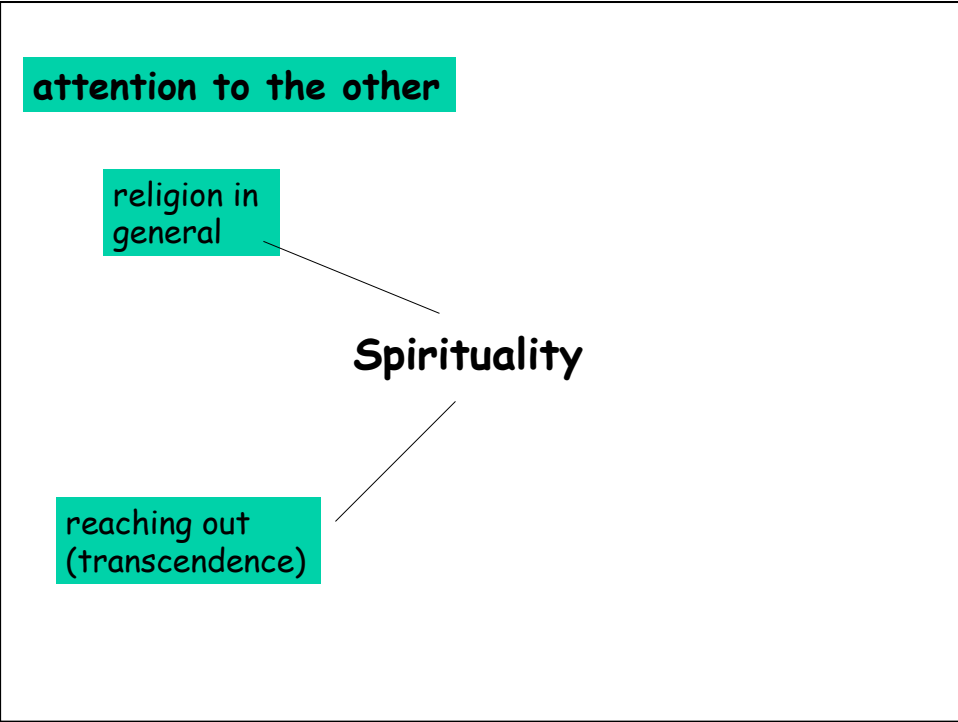 attention to the other
religion in
general
Spirituality
reaching out
(transcendence)